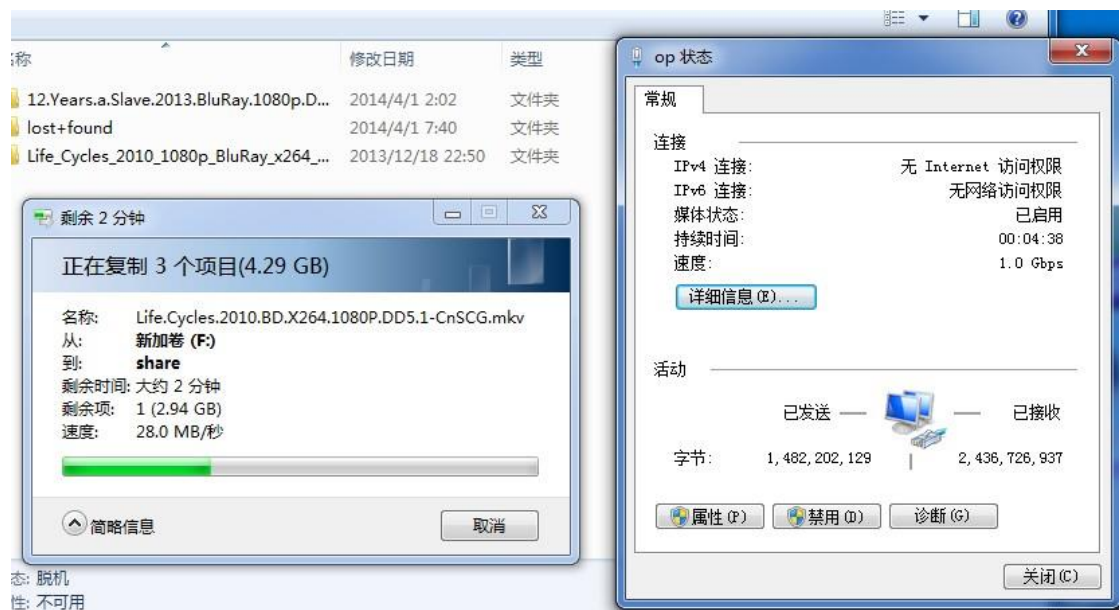 称 修改日期 类型
12.Years.a.Slave.2013.BluRay.1080p.D... 2014/4/1 2:02 文件夹
lost+found 2014/4/1 7:40 文件夹
Life_Cycles_2010_1080p_BluRay_x264_... 2013/12/18 22:50 文件夹
剩余 2 分钟
正在复制 3 个项目(4.29 GB)
名称: Life.Cycles.2010.BD.X264.1080P.DD5.1-CnSCG.mkv
从: 新加卷 (F:)
到: share
剩余时间: 大约 2 分钟
剩余项: 1 (2.94 GB)
速度: 28.0 MB/秒
简略信息 取消
态: 脱机
性: 不可用
op 状态
常规
连接
IPv4 连接: 无 Internet 访问权限
IPv6 连接: 无网络访问权限
媒体状态: 已启用
持续时间: 00:04:38
速度: 1.0 Gbps
详细信息(E)...
活动
已发送 — — 已接收
字节: 1,482,202,129 | 2,436,726,937
属性(P) 禁用(D) 诊断(G)
关闭(C)